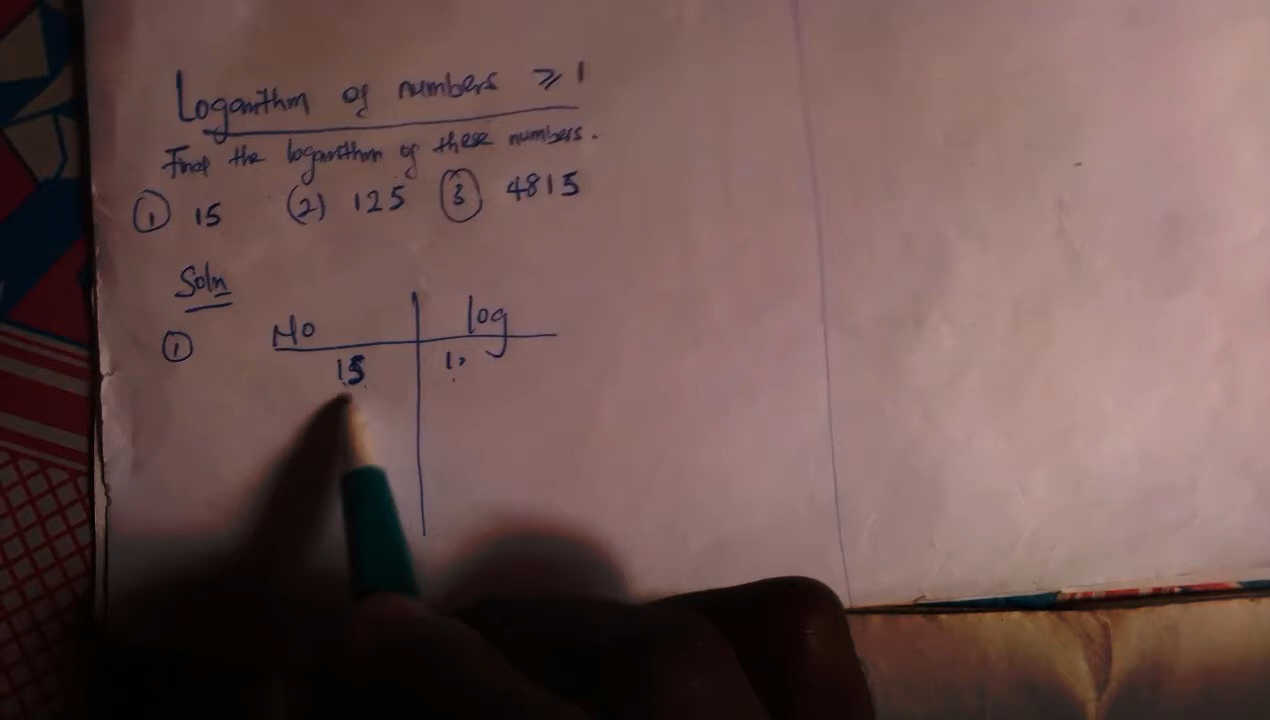 Logarithm of numbers ⩾ 1
Find the logarithm of these numbers.
① 15 (2) 125 ③ 4815
Soln
① No log
15 1.